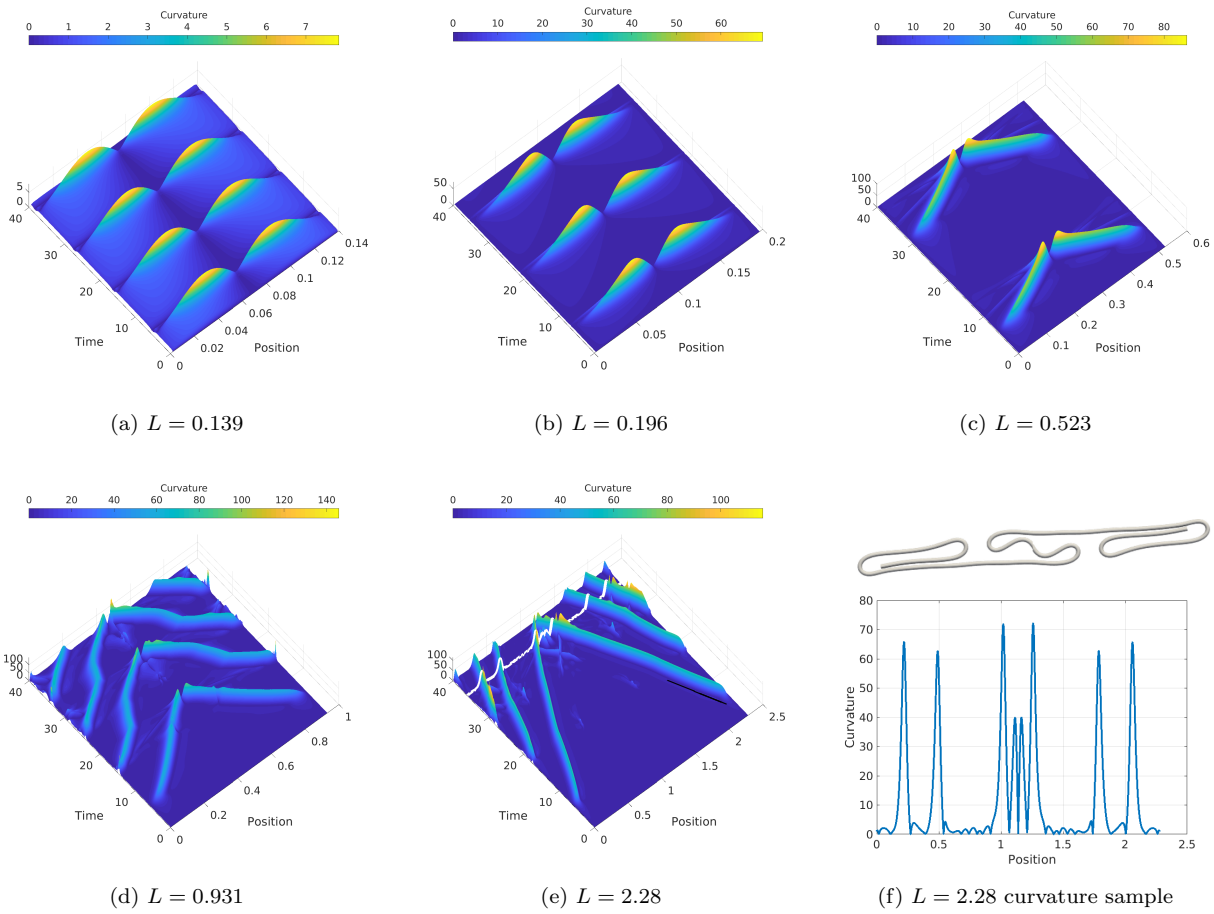 Curvature
0 1 2 3 4 5 6 7
5
0
40
30
20
10
0
Time
0
0.02
0.04
0.06
0.08
0.1
0.12
0.14
Position
(a) L = 0.139
Curvature
0 10 20 30 40 50 60
50
0
40
30
20
10
0
Time
0
0.05
0.1
0.15
0.2
Position
(b) L = 0.196
Curvature
0 10 20 30 40 50 60 70 80
100
50
0
40
30
20
10
0
Time
0
0.1
0.2
0.3
0.4
0.5
0.6
Position
(c) L = 0.523
Curvature
0 20 40 60 80 100 120 140
100
50
0
40
30
20
10
0
Time
0
0.2
0.4
0.6
0.8
1
Position
(d) L = 0.931
Curvature
0 20 40 60 80 100
100
50
0
40
30
20
10
0
Time
0
0.5
1
1.5
2
2.5
Position
(e) L = 2.28
80
70
60
50
40
30
20
10
0
Curvature
0 0.5 1 1.5 2 2.5
Position
(f) L = 2.28 curvature sample